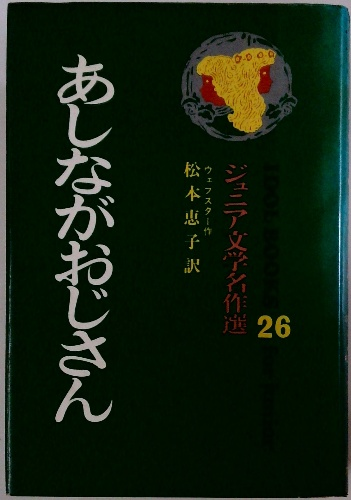 ジュニア文学名作選
26
ウェブスター作
松本恵子訳
あしながおじさん